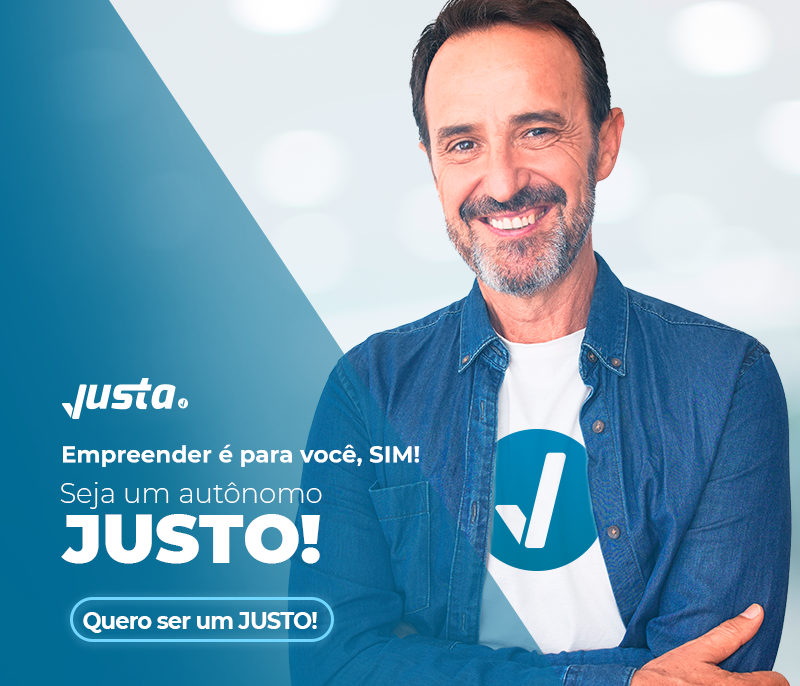 Justa.
Empreender é para você, SIM!
Seja um autônomo
JUSTO!
Quero ser um JUSTO!